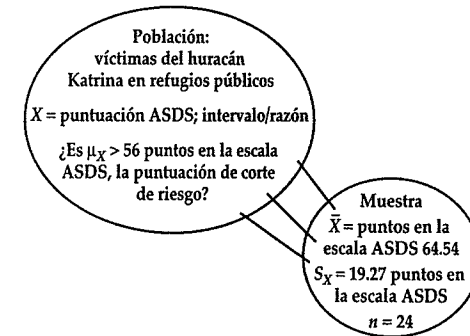 Población:
víctimas del huracán
Katrina en refugios públicos
X = puntuación ASDS; intervalo/razón
¿Es μX > 56 puntos en la escala
ASDS, la puntuación de corte
de riesgo?
Muestra
X̄ = puntos en la
escala ASDS 64.54
SX = 19.27 puntos en
la escala ASDS
n = 24